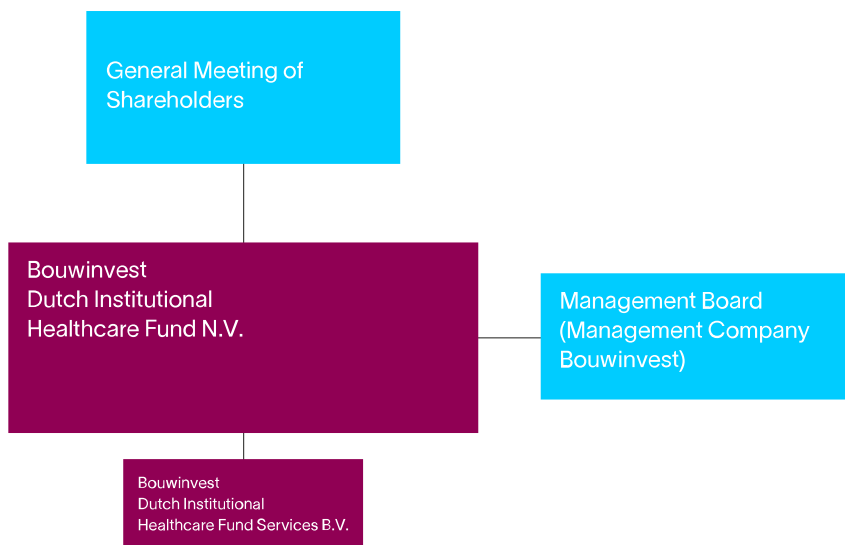 General Meeting of
Shareholders
Bouwinvest
Dutch Institutional
Healthcare Fund N.V.
Management Board
(Management Company
Bouwinvest)
Bouwinvest
Dutch Institutional
Healthcare Fund Services B.V.